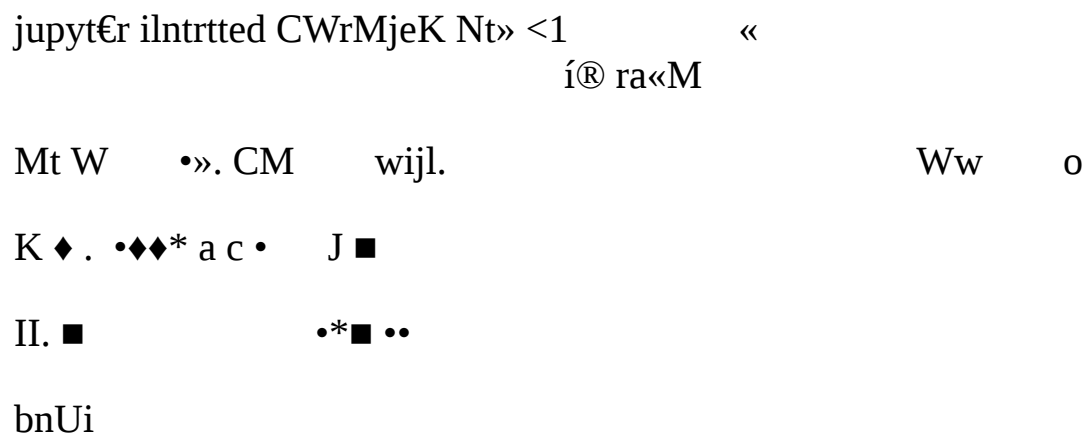 jupyt€r ilntrtted CWrMjeK Nt» <1 «
í® ra«M
Mt W •». CM wijl. Ww o
K ♦ . •♦♦* a c • J ■
II. ■ •*■ ••
bnUi